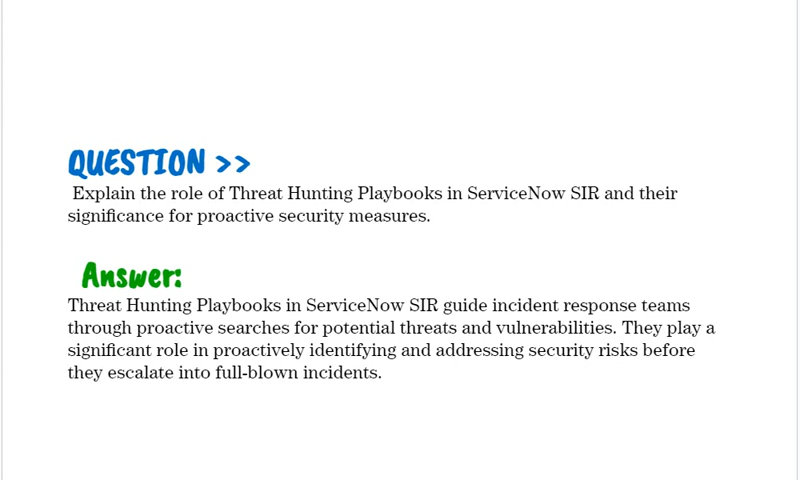 QUESTION >>
Explain the role of Threat Hunting Playbooks in ServiceNow SIR and their
significance for proactive security measures.
Answer:
Threat Hunting Playbooks in ServiceNow SIR guide incident response teams
through proactive searches for potential threats and vulnerabilities. They play a
significant role in proactively identifying and addressing security risks before
they escalate into full-blown incidents.